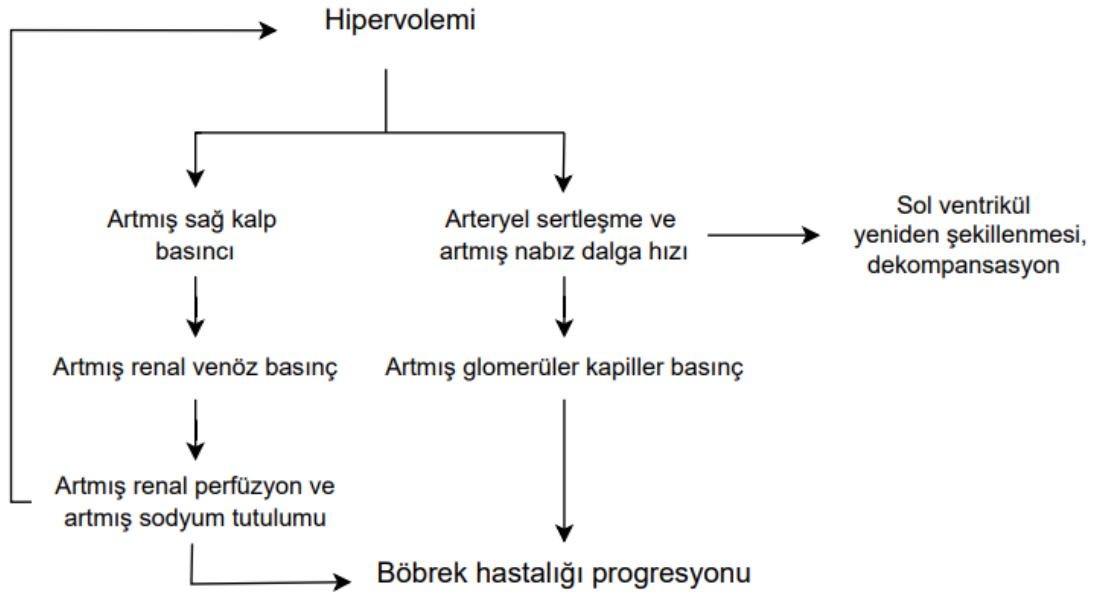 Hipervolemi
Artmış sağ kalp
basıncı
Arteryel sertleşme ve
artmış nabız dalga hızı
Sol ventrikül
yeniden şekillenmesi,
dekompansasyon
Artmış renal venöz basınç
Artmış glomerüler kapiller basınç
Artmış renal perfüzyon ve
artmış sodyum tutulumu
Böbrek hastalığı progresyonu